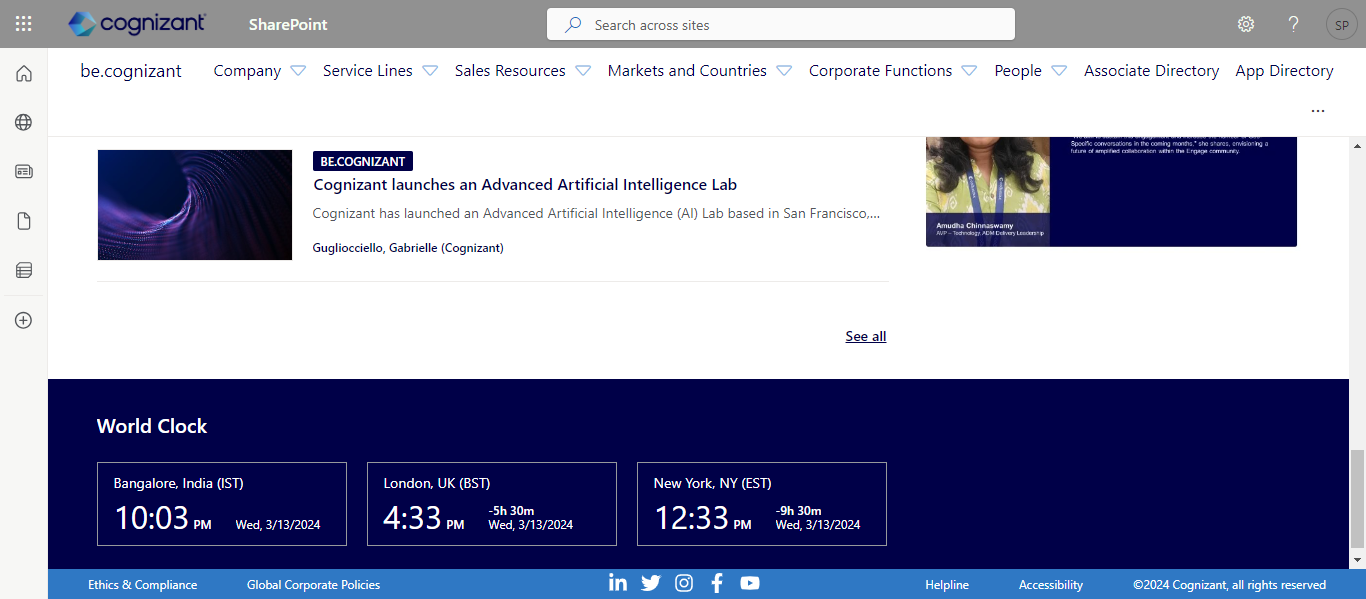 cognizant SharePoint Search across sites ? SP
be.cognizant Company Service Lines Sales Resources Markets and Countries Corporate Functions People Associate Directory App Directory
...
Specific conversations in the coming months," she shares, envisioning a
future of amplified collaboration within the Engage community.
BE.COGNIZANT
Cognizant launches an Advanced Artificial Intelligence Lab
Cognizant has launched an Advanced Artificial Intelligence (AI) Lab based in San Francisco,...
Gugliocciello, Gabrielle (Cognizant)
Amudha Chinnaswamy
AVP – Technology, ADM Delivery Leadership
See all
World Clock
Bangalore, India (IST)
10:03 PM Wed, 3/13/2024
London, UK (BST)
4:33 PM -5h 30m
Wed, 3/13/2024
New York, NY (EST)
12:33 PM -9h 30m
Wed, 3/13/2024
Ethics & Compliance Global Corporate Policies in f Helpline Accessibility ©2024 Cognizant, all rights reserved